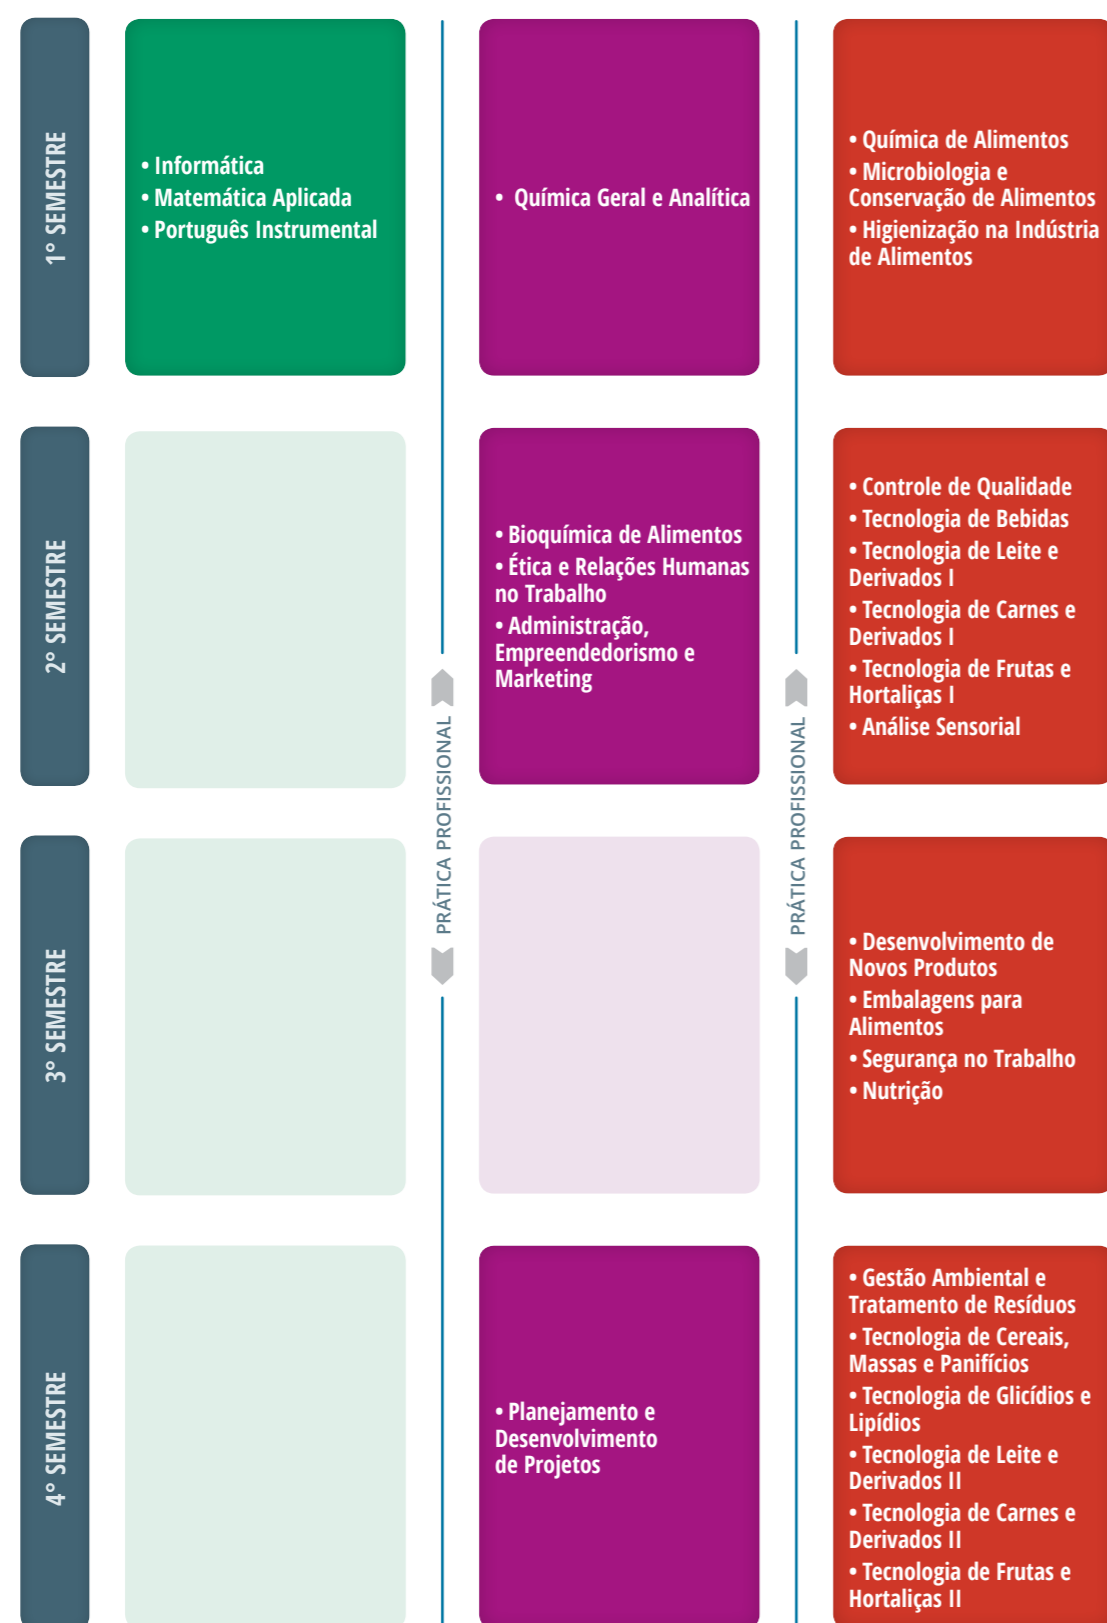 1º SEMESTRE
• Informática
• Matemática Aplicada
• Português Instrumental
• Química Geral e Analítica
• Química de Alimentos
• Microbiologia e
Conservação de Alimentos
• Higienização na Indústria
de Alimentos
2º SEMESTRE
• Bioquímica de Alimentos
• Ética e Relações Humanas
no Trabalho
• Administração,
Empreendedorismo e
Marketing
• Controle de Qualidade
• Tecnologia de Bebidas
• Tecnologia de Leite e
Derivados I
• Tecnologia de Carnes e
Derivados I
• Tecnologia de Frutas e
Hortaliças I
• Análise Sensorial
PRÁTICA PROFISSIONAL
PRÁTICA PROFISSIONAL
3º SEMESTRE
• Desenvolvimento de
Novos Produtos
• Embalagens para
Alimentos
• Segurança no Trabalho
• Nutrição
4º SEMESTRE
• Planejamento e
Desenvolvimento
de Projetos
• Gestão Ambiental e
Tratamento de Resíduos
• Tecnologia de Cereais,
Massas e Panifícios
• Tecnologia de Glicídios e
Lipídios
• Tecnologia de Leite e
Derivados II
• Tecnologia de Carnes e
Derivados II
• Tecnologia de Frutas e
Hortaliças II